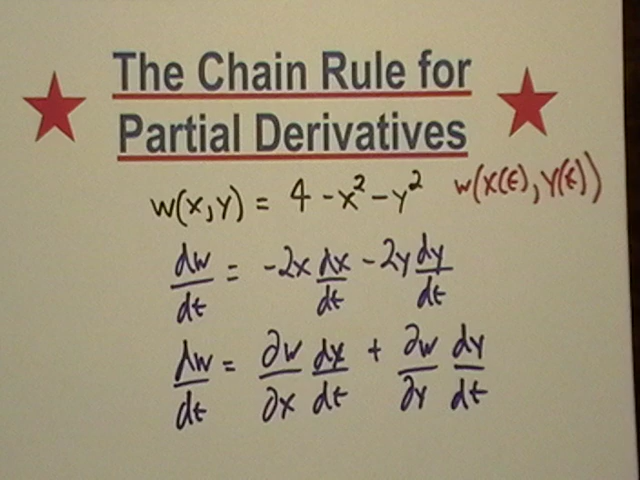 The Chain Rule for
Partial Derivatives
w(x,y) = 4 - x² - y² w(x(t), y(t))
dw/dt = -2x dx/dt - 2y dy/dt
dw/dt = ∂w/∂x dx/dt + ∂w/∂y dy/dt